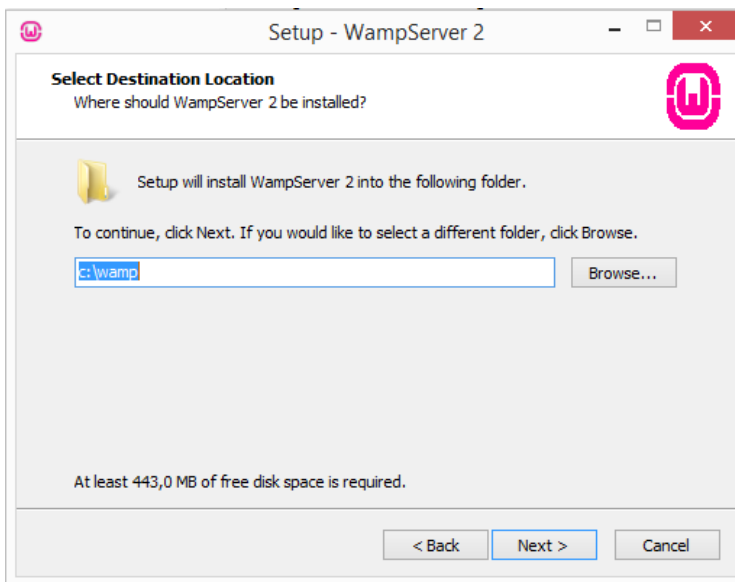 Setup - WampServer 2
Select Destination Location
Where should WampServer 2 be installed?
Setup will install WampServer 2 into the following folder.
To continue, click Next. If you would like to select a different folder, click Browse.
c:\wamp
Browse...
At least 443,0 MB of free disk space is required.
< Back
Next >
Cancel